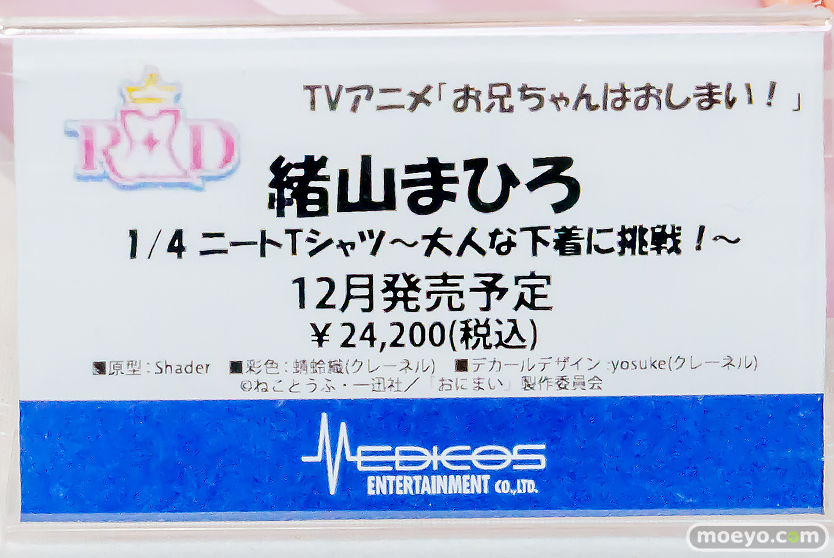 R D
TVアニメ「お兄ちゃんはおしまい！」
緒山まひろ
1/4 ニートTシャツ～大人な下着に挑戦！～
12月発売予定
¥ 24,200(税込)
■原型：Shader ■彩色：蜻蛉織(クレーネル) ■デカールデザイン:yosuke(クレーネル)
©ねことうふ・一迅社／「おにまい」製作委員会
MEDICOS
ENTERTAINMENT CO.,LTD.
moeyo.com